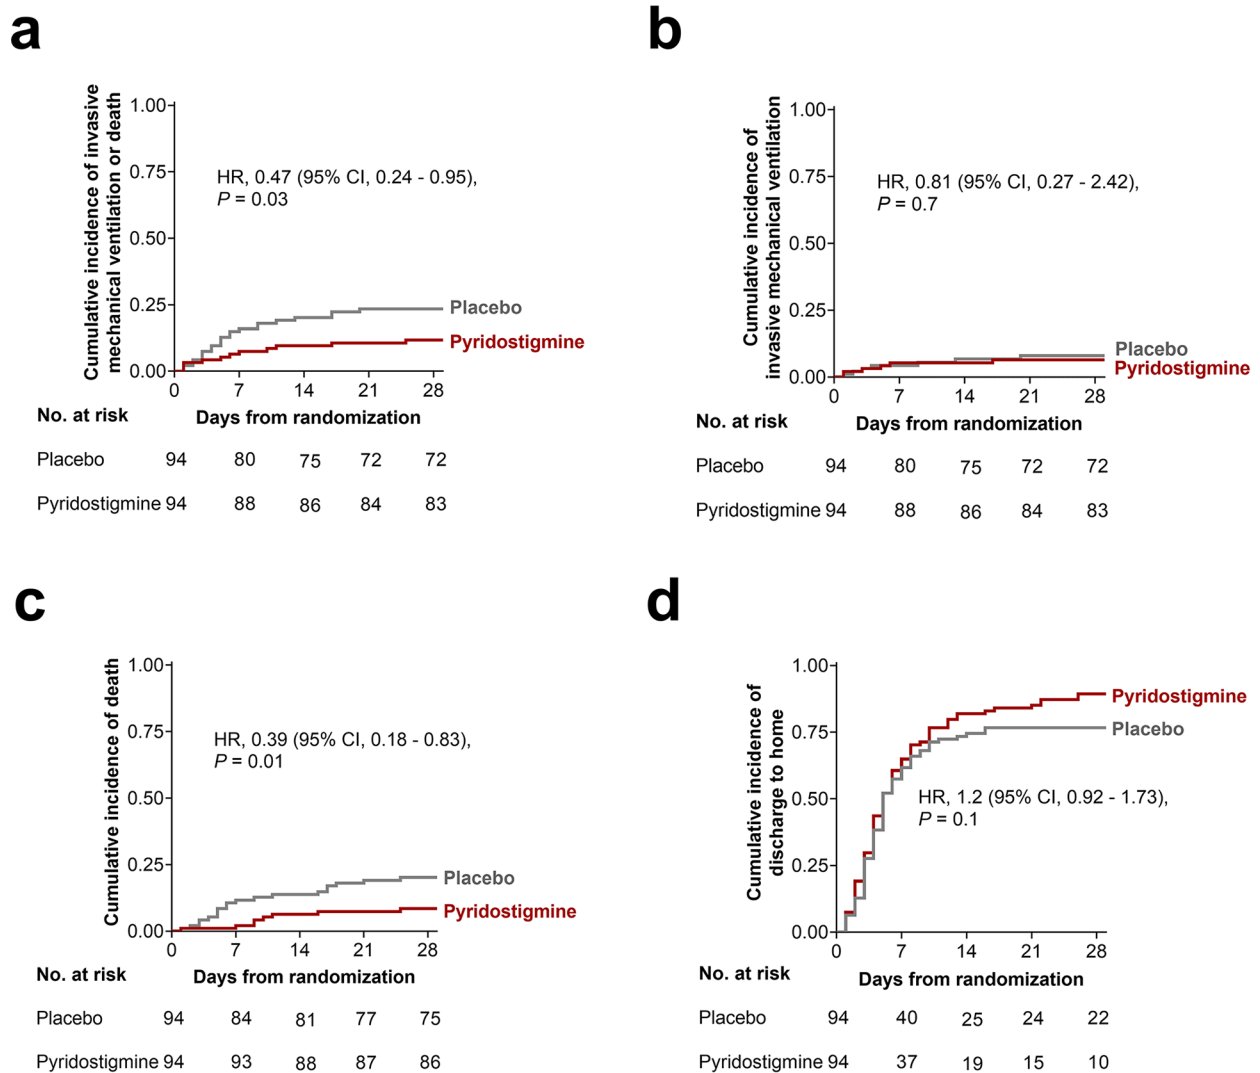 a
Cumulative incidence of invasive
mechanical ventilation or death
1.00
0.75
0.50
0.25
0.00
HR, 0.47 (95% CI, 0.24 - 0.95),
P = 0.03
Placebo
Pyridostigmine
0 7 14 21 28
Days from randomization
No. at risk
Placebo 94 80 75 72 72
Pyridostigmine 94 88 86 84 83
b
Cumulative incidence of
invasive mechanical ventilation
1.00
0.75
0.50
0.25
0.00
HR, 0.81 (95% CI, 0.27 - 2.42),
P = 0.7
Placebo
Pyridostigmine
0 7 14 21 28
Days from randomization
No. at risk
Placebo 94 80 75 72 72
Pyridostigmine 94 88 86 84 83
c
Cumulative incidence of death
1.00
0.75
0.50
0.25
0.00
HR, 0.39 (95% CI, 0.18 - 0.83),
P = 0.01
Placebo
Pyridostigmine
0 7 14 21 28
Days from randomization
No. at risk
Placebo 94 84 81 77 75
Pyridostigmine 94 93 88 87 86
d
Cumulative incidence of
discharge to home
1.00
0.75
0.50
0.25
0.00
Pyridostigmine
Placebo
HR, 1.2 (95% CI, 0.92 - 1.73),
P = 0.1
0 7 14 21 28
Days from randomization
No. at risk
Placebo 94 40 25 24 22
Pyridostigmine 94 37 19 15 10